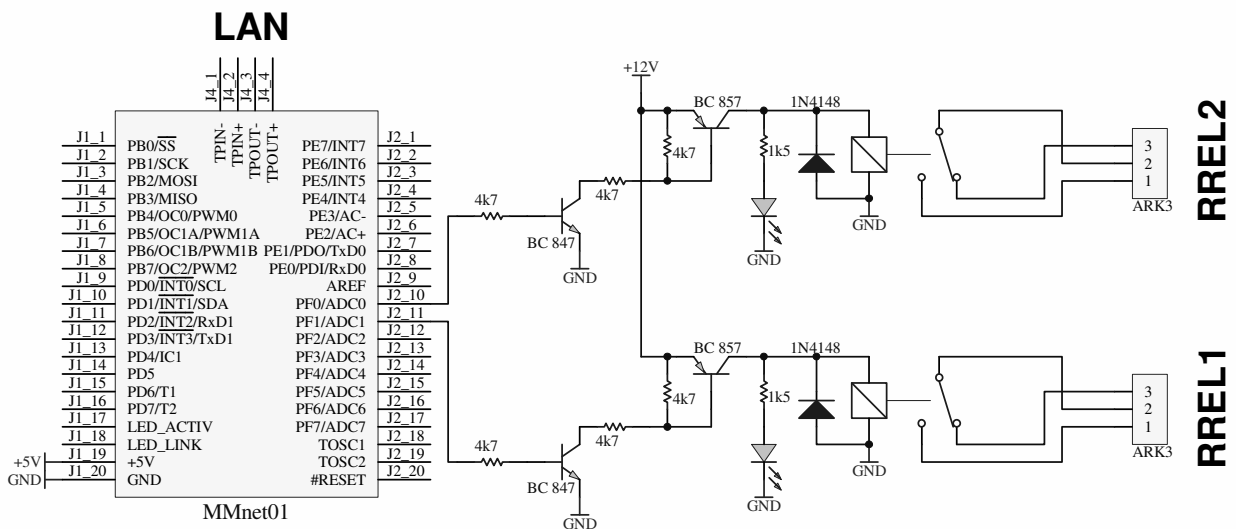 LAN
J4_1
J4_2
J4_3
J4_4
TPIN-
TPIN+
TPOUT-
TPOUT+
J1_1 PB0/SS PE7/INT7 J2_1
J1_2 PB1/SCK PE6/INT6 J2_2
J1_3 PB2/MOSI PE5/INT5 J2_3
J1_4 PB3/MISO PE4/INT4 J2_4
J1_5 PB4/OC0/PWM0 PE3/AC- J2_5
J1_6 PB5/OC1A/PWM1A PE2/AC+ J2_6
J1_7 PB6/OC1B/PWM1B PE1/PDO/TxD0 J2_7
J1_8 PB7/OC2/PWM2 PE0/PDI/RxD0 J2_8
J1_9 PD0/INT0/SCL AREF J2_9
J1_10 PD1/INT1/SDA PF0/ADC0 J2_10
J1_11 PD2/INT2/RxD1 PF1/ADC1 J2_11
J1_12 PD3/INT3/TxD1 PF2/ADC2 J2_12
J1_13 PD4/IC1 PF3/ADC3 J2_13
J1_14 PD5 PF4/ADC4 J2_14
J1_15 PD6/T1 PF5/ADC5 J2_15
J1_16 PD7/T2 PF6/ADC6 J2_16
J1_17 LED_ACTIV PF7/ADC7 J2_17
J1_18 LED_LINK TOSC1 J2_18
+5V J1_19 +5V TOSC2 J2_19
GND J1_20 GND #RESET J2_20
MMnet01
+12V
BC 857
1N4148
4k7
1k5
4k7
4k7
BC 847
GND
GND
GND
3
2
1
ARK3
RREL2
BC 857
1N4148
4k7
1k5
4k7
4k7
BC 847
GND
GND
GND
3
2
1
ARK3
RREL1